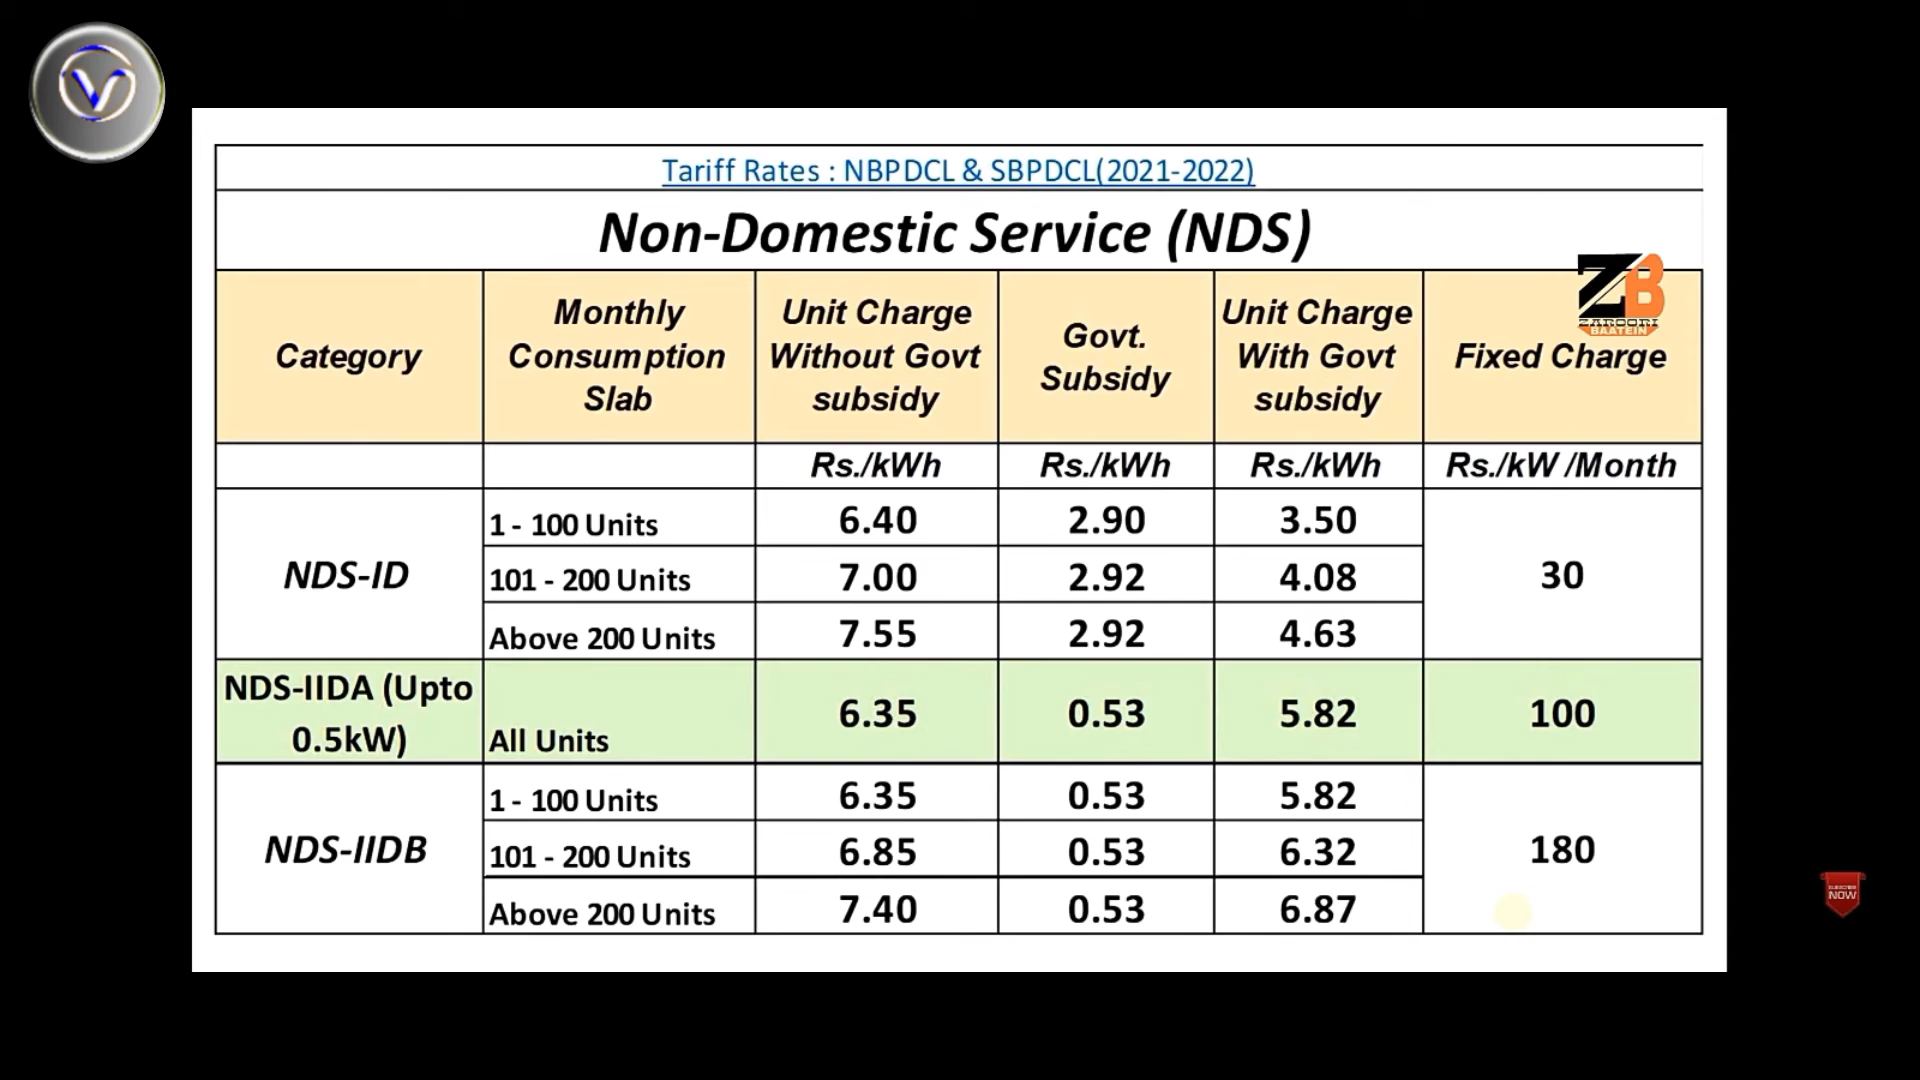 V
Tariff Rates : NBPDCL & SBPDCL(2021-2022)
Non-Domestic Service (NDS)
ZB
ZAROORI
BAATEIN
Category
Monthly
Consumption
Slab
Unit Charge
Without Govt
subsidy
Govt.
Subsidy
Unit Charge
With Govt
subsidy
Fixed Charge
Rs./kWh Rs./kWh Rs./kWh Rs./kW /Month
NDS-ID
1 - 100 Units 6.40 2.90 3.50
101 - 200 Units 7.00 2.92 4.08
Above 200 Units 7.55 2.92 4.63
30
NDS-IIDA (Upto
0.5kW)
All Units 6.35 0.53 5.82 100
NDS-IIDB
1 - 100 Units 6.35 0.53 5.82
101 - 200 Units 6.85 0.53 6.32
Above 200 Units 7.40 0.53 6.87
180
SUBSCRIBE
NOW